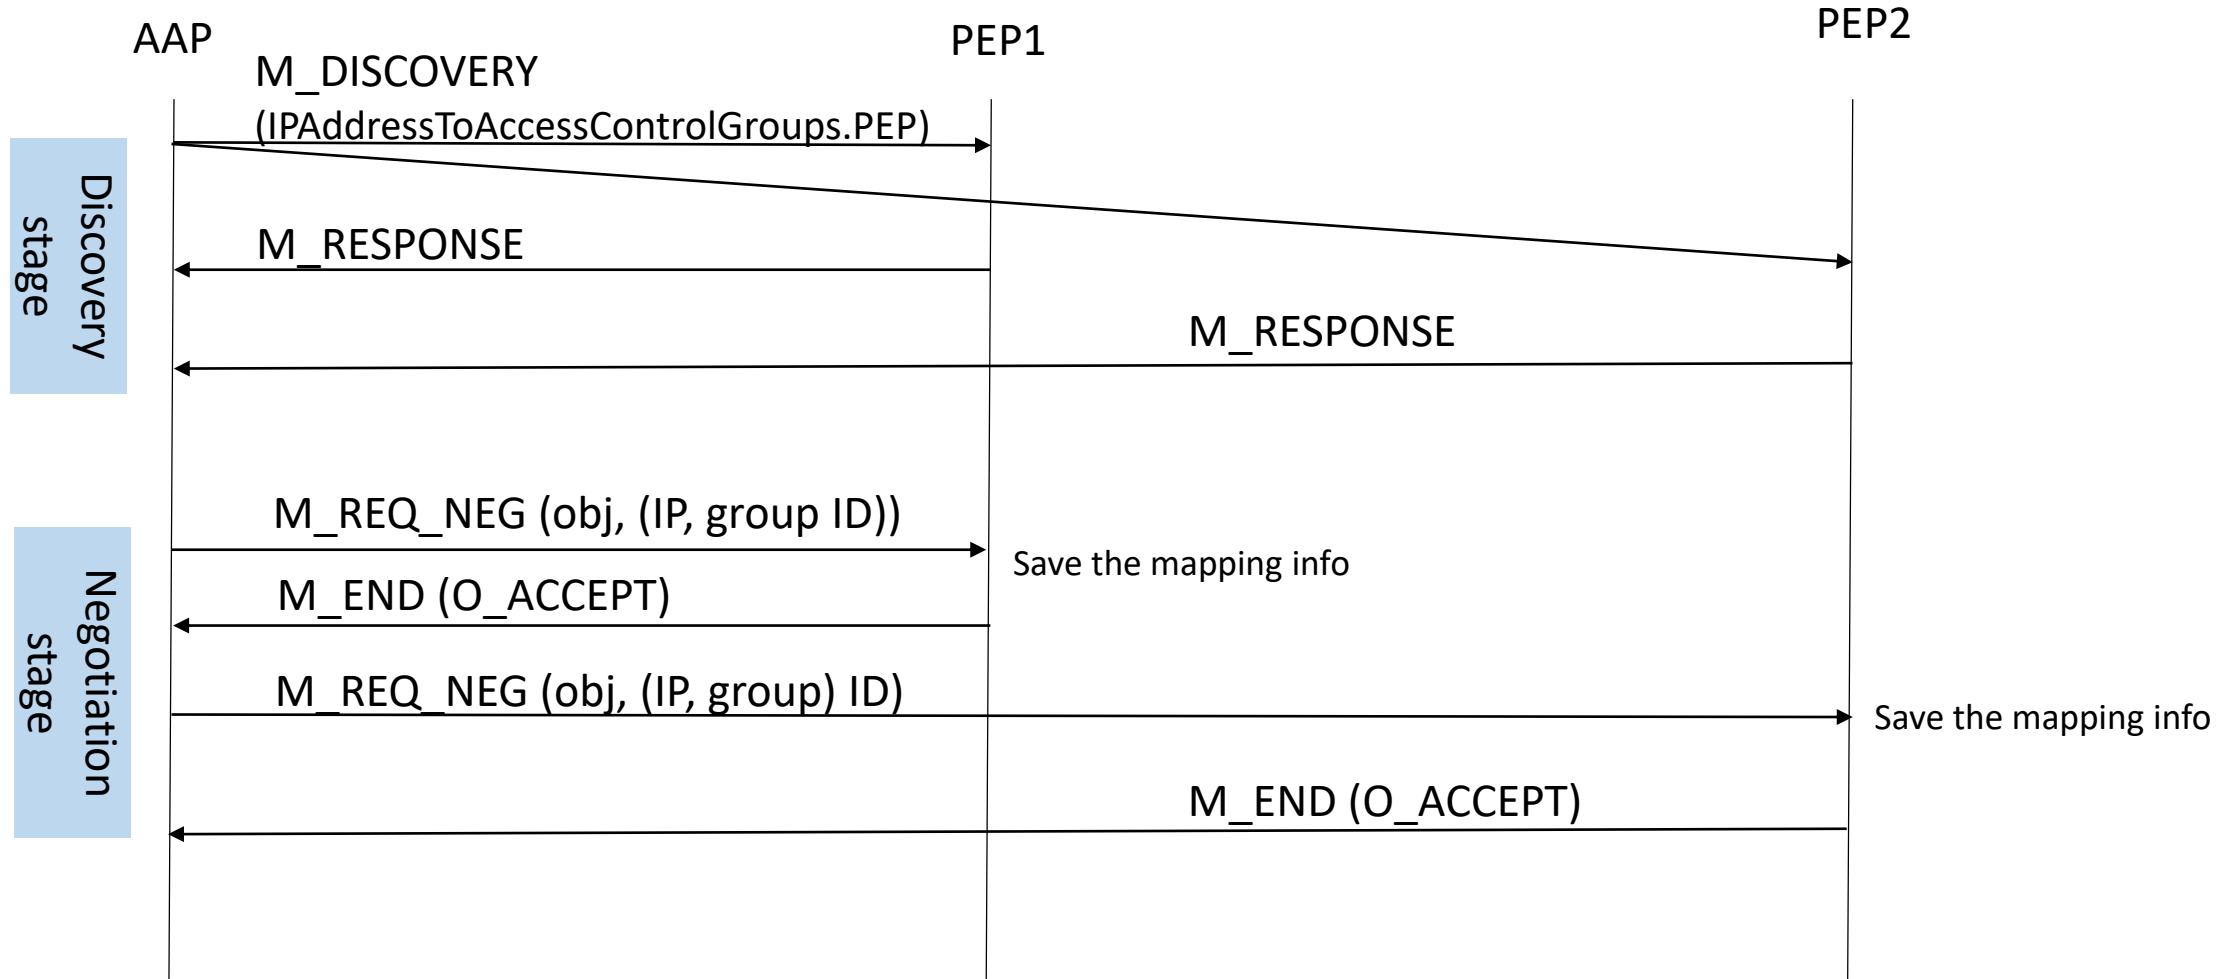 AAP
PEP1
PEP2
M_DISCOVERY
(IPAddressToAccessControlGroups.PEP)
Discovery
stage
M_RESPONSE
M_RESPONSE
M_REQ_NEG (obj, (IP, group ID))
Save the mapping info
Negotiation
stage
M_END (O_ACCEPT)
M_REQ_NEG (obj, (IP, group) ID)
Save the mapping info
M_END (O_ACCEPT)